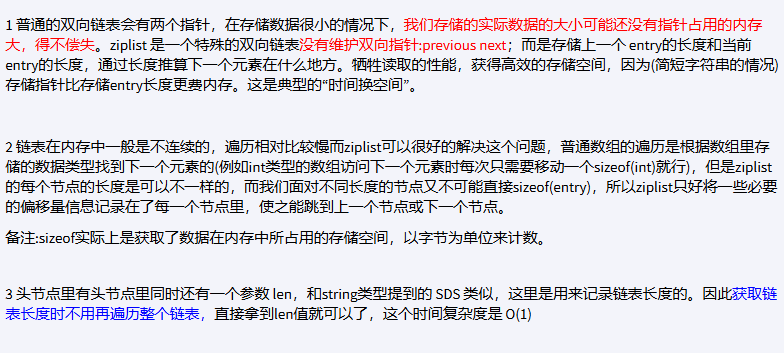 1 普通的双向链表会有两个指针，在存储数据很小的情况下，我们存储的实际数据的大小可能还没有指针占用的内存
大，得不偿失。ziplist 是一个特殊的双向链表没有维护双向指针:previous next；而是存储上一个 entry的长度和当前
entry的长度，通过长度推算下一个元素在什么地方。牺牲读取的性能，获得高效的存储空间，因为(简短字符串的情况)
存储指针比存储entry长度更费内存。这是典型的“时间换空间”。
2 链表在内存中一般是不连续的，遍历相对比较慢而ziplist可以很好的解决这个问题，普通数组的遍历是根据数组里存
储的数据类型找到下一个元素的(例如int类型的数组访问下一个元素时每次只需要移动一个sizeof(int)就行)，但是ziplist
的每个节点的长度是可以不一样的，而我们面对不同长度的节点又不可能直接sizeof(entry)，所以ziplist只好将一些必要
的偏移量信息记录在了每一个节点里，使之能跳到上一个节点或下一个节点。
备注:sizeof实际上是获取了数据在内存中所占用的存储空间，以字节为单位来计数。
3 头节点里有头节点里同时还有一个参数 len，和string类型提到的 SDS 类似，这里是用来记录链表长度的。因此获取链
表长度时不用再遍历整个链表，直接拿到len值就可以了，这个时间复杂度是 O(1)